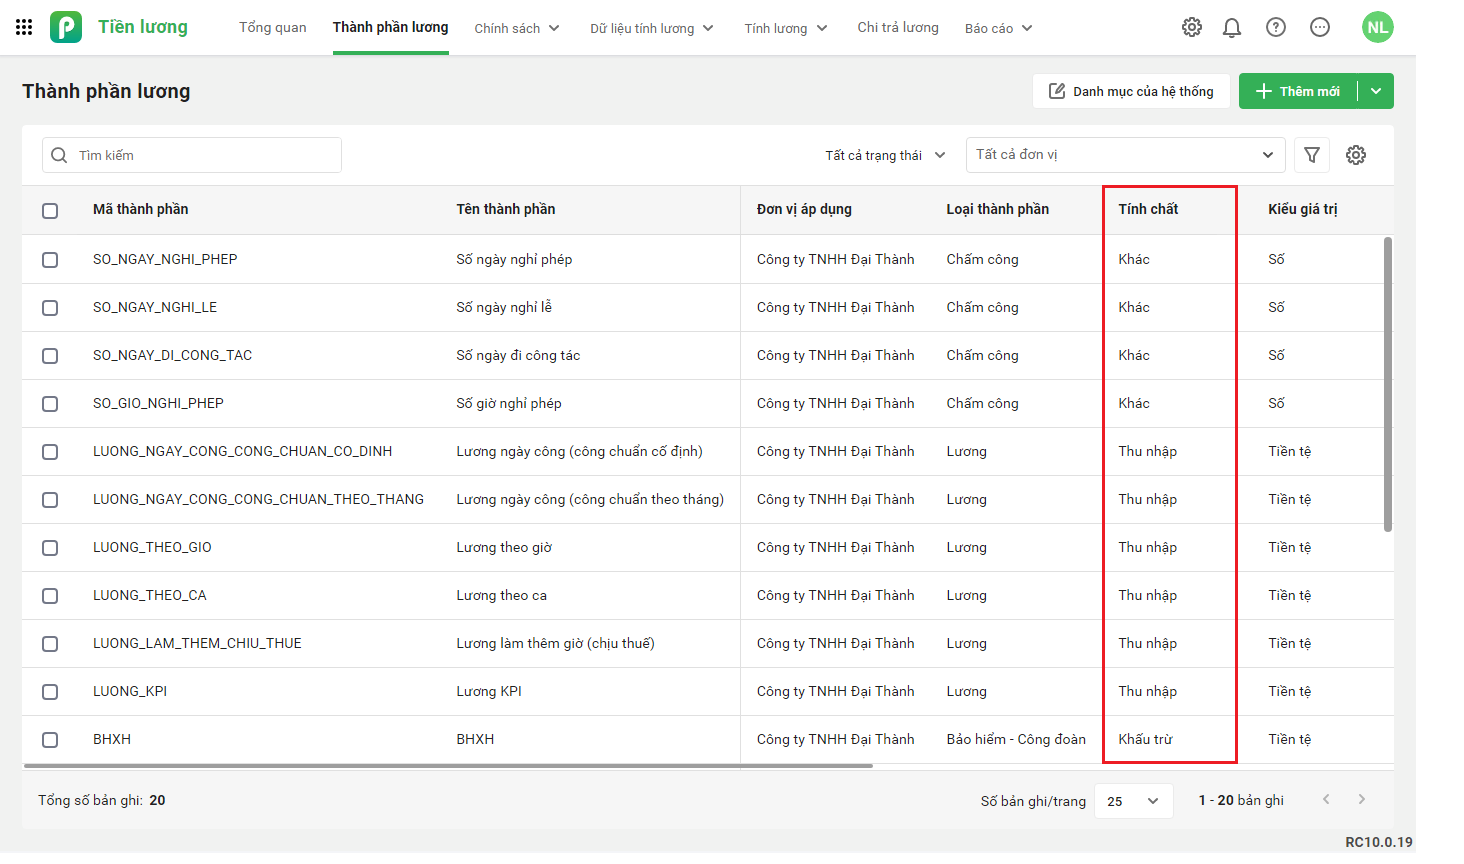 Tiền lương Tổng quan Thành phần lương Chính sách Dữ liệu tính lương Tính lương Chi trả lương Báo cáo NL
Thành phần lương Danh mục của hệ thống Thêm mới
Tìm kiếm Tất cả trạng thái Tất cả đơn vị
Mã thành phần Tên thành phần Đơn vị áp dụng Loại thành phần Tính chất Kiểu giá trị
SO_NGAY_NGHI_PHEP Số ngày nghỉ phép Công ty TNHH Đại Thành Chấm công Khác Số
SO_NGAY_NGHI_LE Số ngày nghỉ lễ Công ty TNHH Đại Thành Chấm công Khác Số
SO_NGAY_DI_CONG_TAC Số ngày đi công tác Công ty TNHH Đại Thành Chấm công Khác Số
SO_GIO_NGHI_PHEP Số giờ nghỉ phép Công ty TNHH Đại Thành Chấm công Khác Số
LUONG_NGAY_CONG_CONG_CHUAN_CO_DINH Lương ngày công (công chuẩn cố định) Công ty TNHH Đại Thành Lương Thu nhập Tiền tệ
LUONG_NGAY_CONG_CONG_CHUAN_THEO_THANG Lương ngày công (công chuẩn theo tháng) Công ty TNHH Đại Thành Lương Thu nhập Tiền tệ
LUONG_THEO_GIO Lương theo giờ Công ty TNHH Đại Thành Lương Thu nhập Tiền tệ
LUONG_THEO_CA Lương theo ca Công ty TNHH Đại Thành Lương Thu nhập Tiền tệ
LUONG_LAM_THEM_CHIU_THUE Lương làm thêm giờ (chịu thuế) Công ty TNHH Đại Thành Lương Thu nhập Tiền tệ
LUONG_KPI Lương KPI Công ty TNHH Đại Thành Lương Thu nhập Tiền tệ
BHXH BHXH Công ty TNHH Đại Thành Bảo hiểm - Công đoàn Khấu trừ Tiền tệ
Tổng số bản ghi: 20 Số bản ghi/trang 25 1 - 20 bản ghi
RC10.0.19